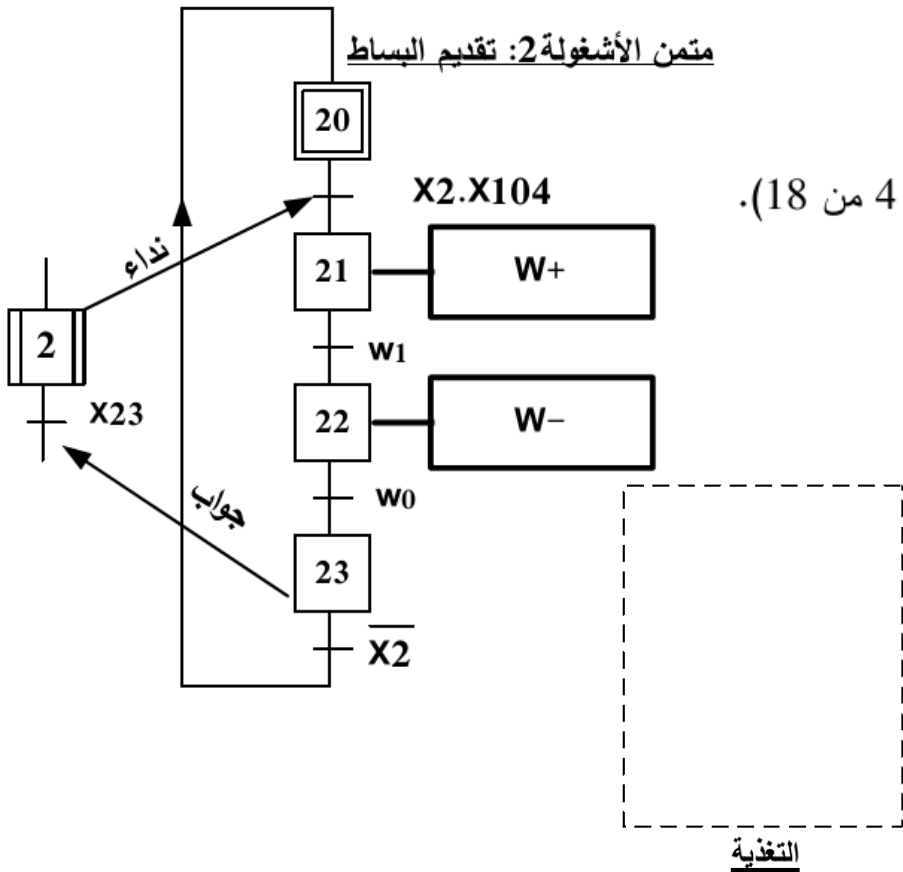 متمن الأشغولة2: تقديم البساط
20
X2.X104
4 من 18).
نداء
21
W+
2
w1
X23
22
W−
جواب
w0
23
X2̅
التغذية